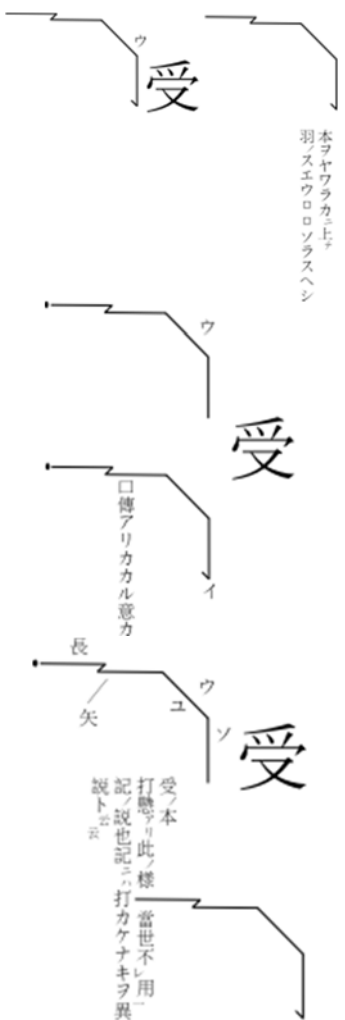 ウ
受
本ヲヤワラカニ上テ
羽ノスエウロロソラスヘシ
ウ
受
イ
口傳アリカカル意カ
長
矢
ウ
ユ
ソ
受
受ノ本
打懸アリ此ノ様 當世不レ用一
記ノ説也記ニハ打カケナキヲ異
説ト云云